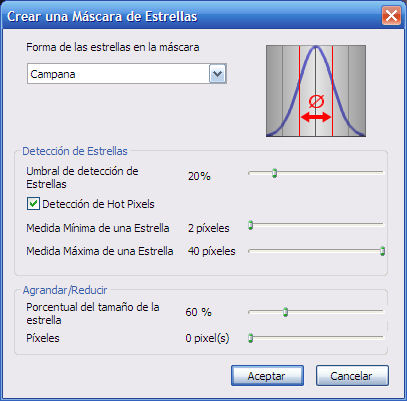 Crear una Máscara de Estrellas
Forma de las estrellas en la máscara
Campana
Ø
Detección de Estrellas
Umbral de detección de
Estrellas
20%
Detección de Hot Pixels
Medida Mínima de una Estrella 2 píxeles
Medida Máxima de una Estrella 40 píxeles
Agrandar/Reducir
Porcentual del tamaño de la
estrella
60 %
Píxeles 0 pixel(s)
Aceptar Cancelar